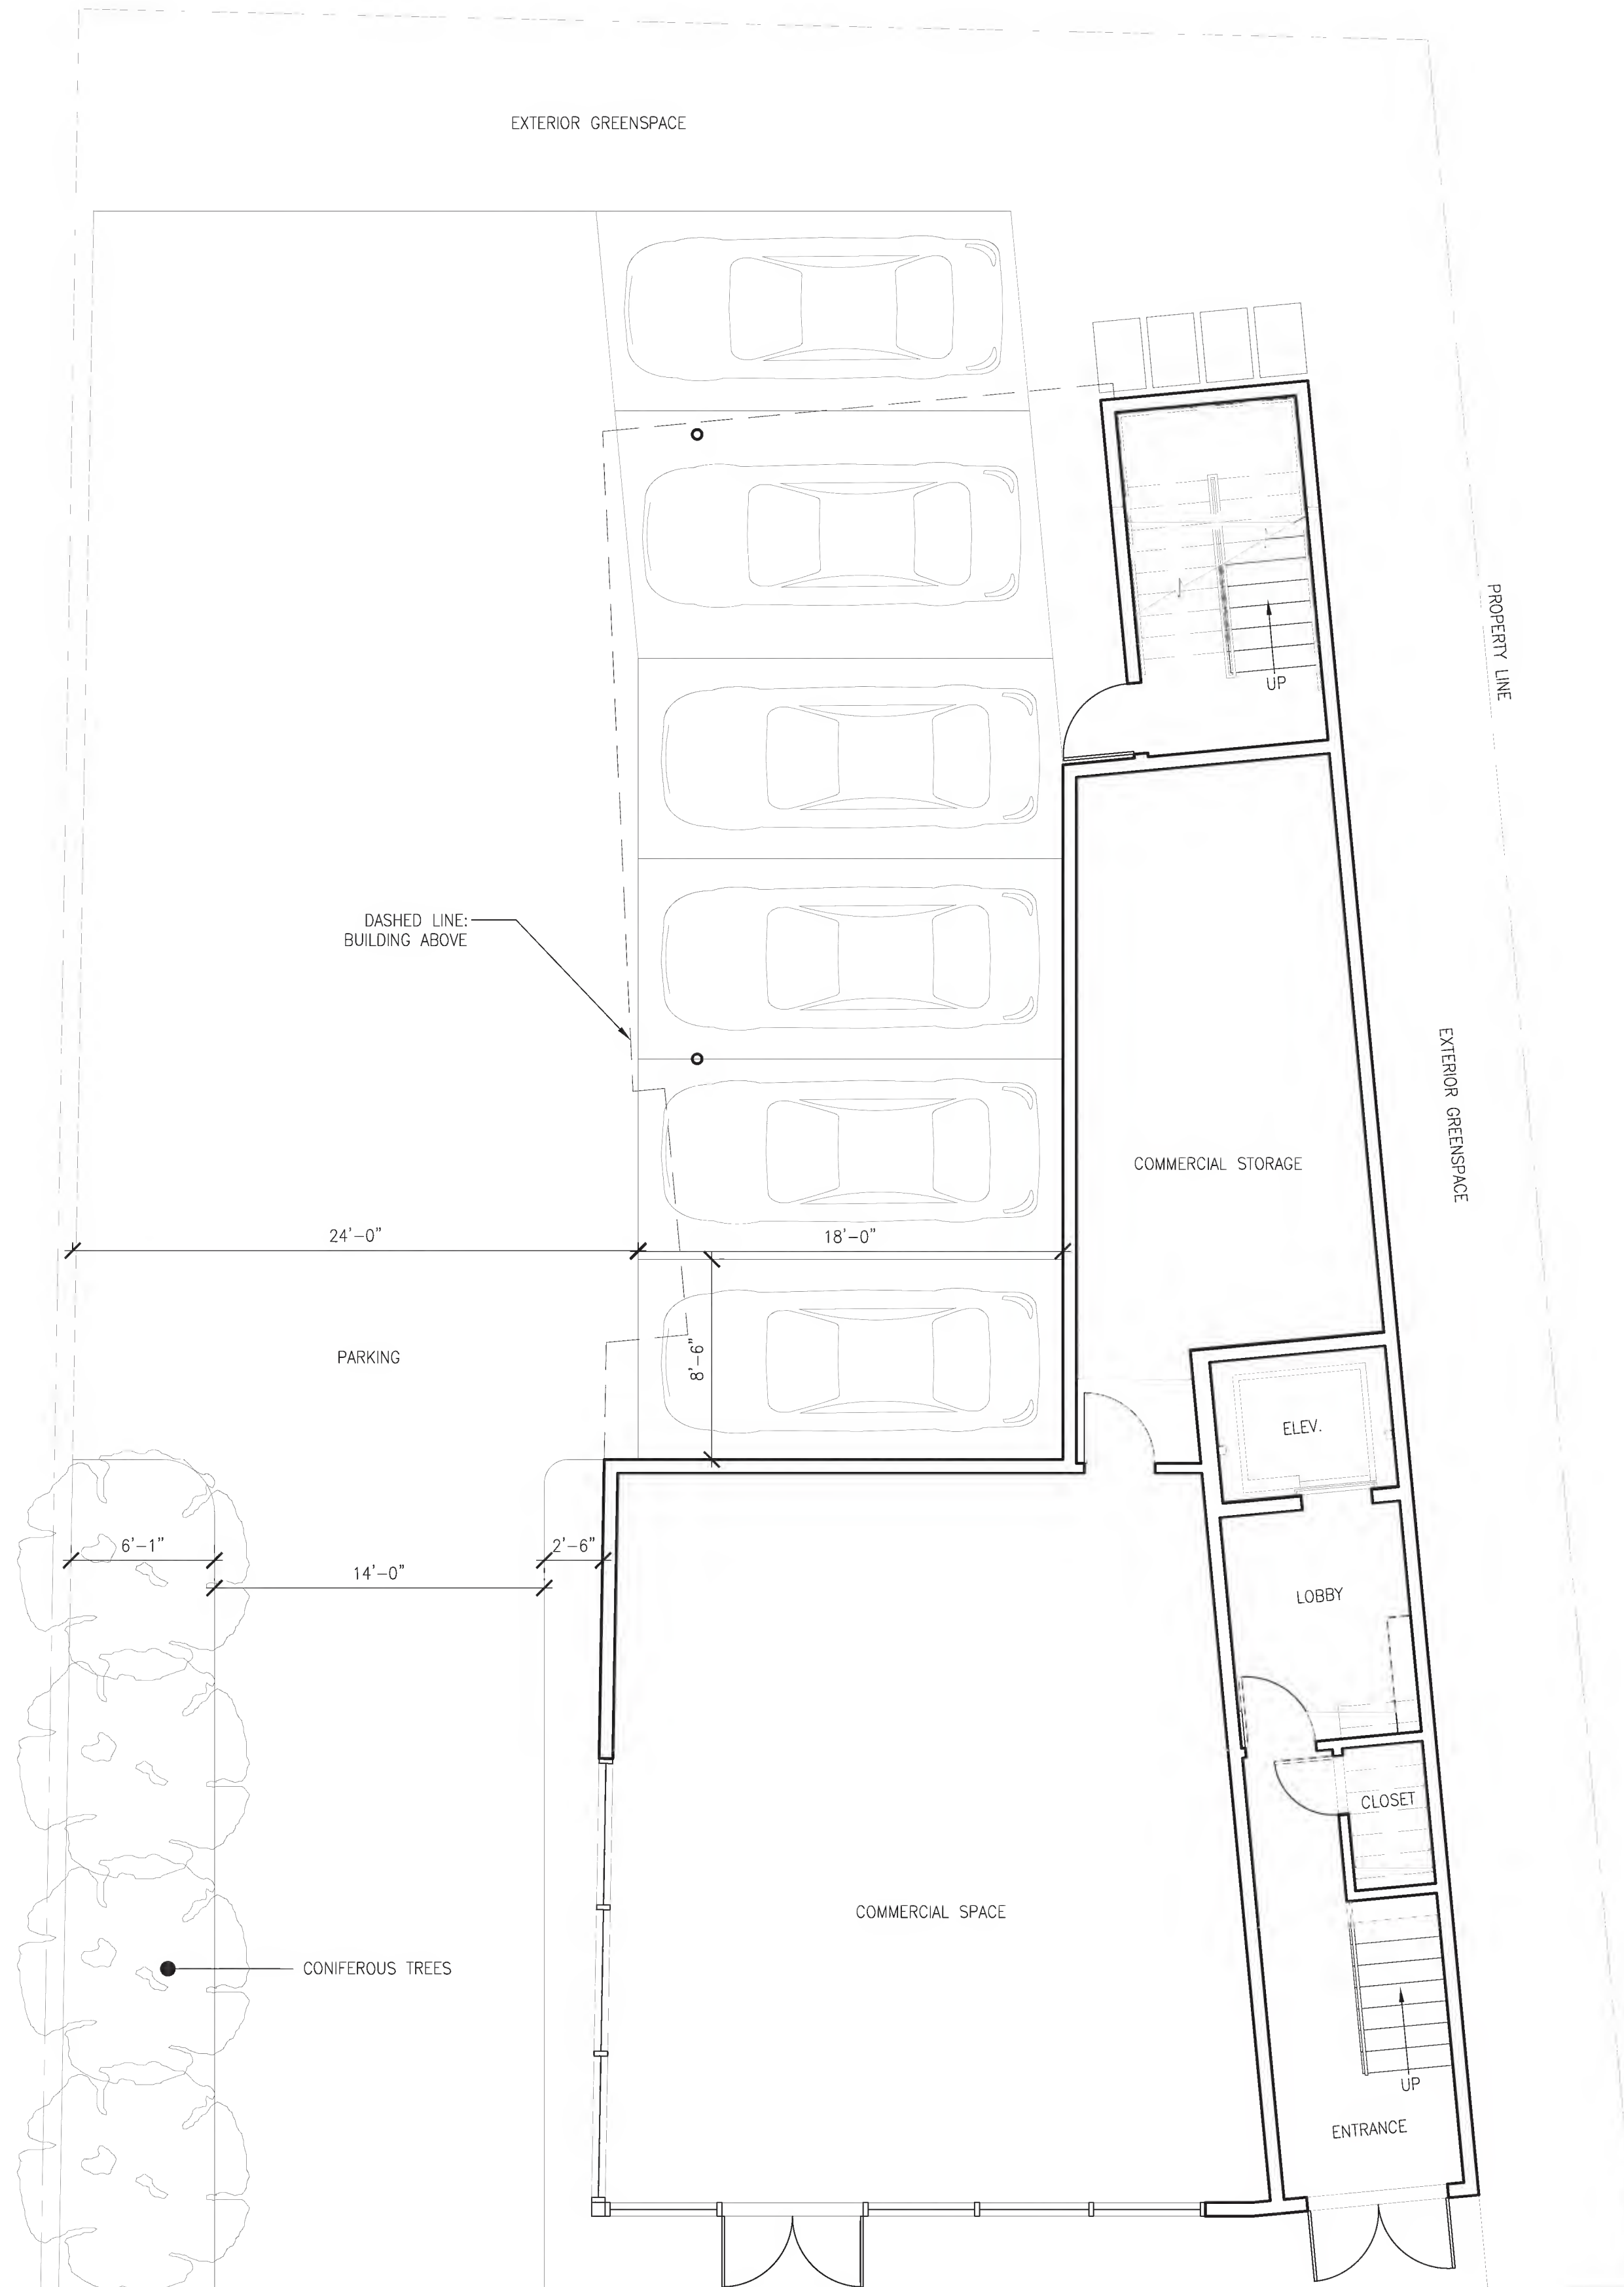 EXTERIOR GREENSPACE
PROPERTY LINE
UP
DASHED LINE:
BUILDING ABOVE
EXTERIOR GREENSPACE
COMMERCIAL STORAGE
24'-0"
18'-0"
PARKING
8'-6"
ELEV.
6'-1"
2'-6"
14'-0"
LOBBY
CLOSET
COMMERCIAL SPACE
CONIFEROUS TREES
UP
ENTRANCE